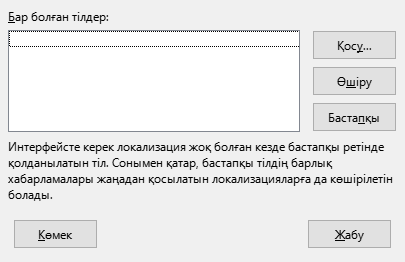 Бар болған тілдер:
Қосу...
Өшіру
Бастапқы
Интерфейсте керек локализация жоқ болған кезде бастапқы ретінде
қолданылатын тіл. Сонымен қатар, бастапқы тілдің барлық
хабарламалары жаңадан қосылатын локализацияларға да көшірілетін
болады.
Көмек
Жабу